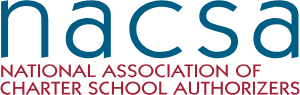 nacsa
NATIONAL ASSOCIATION OF
CHARTER SCHOOL AUTHORIZERS